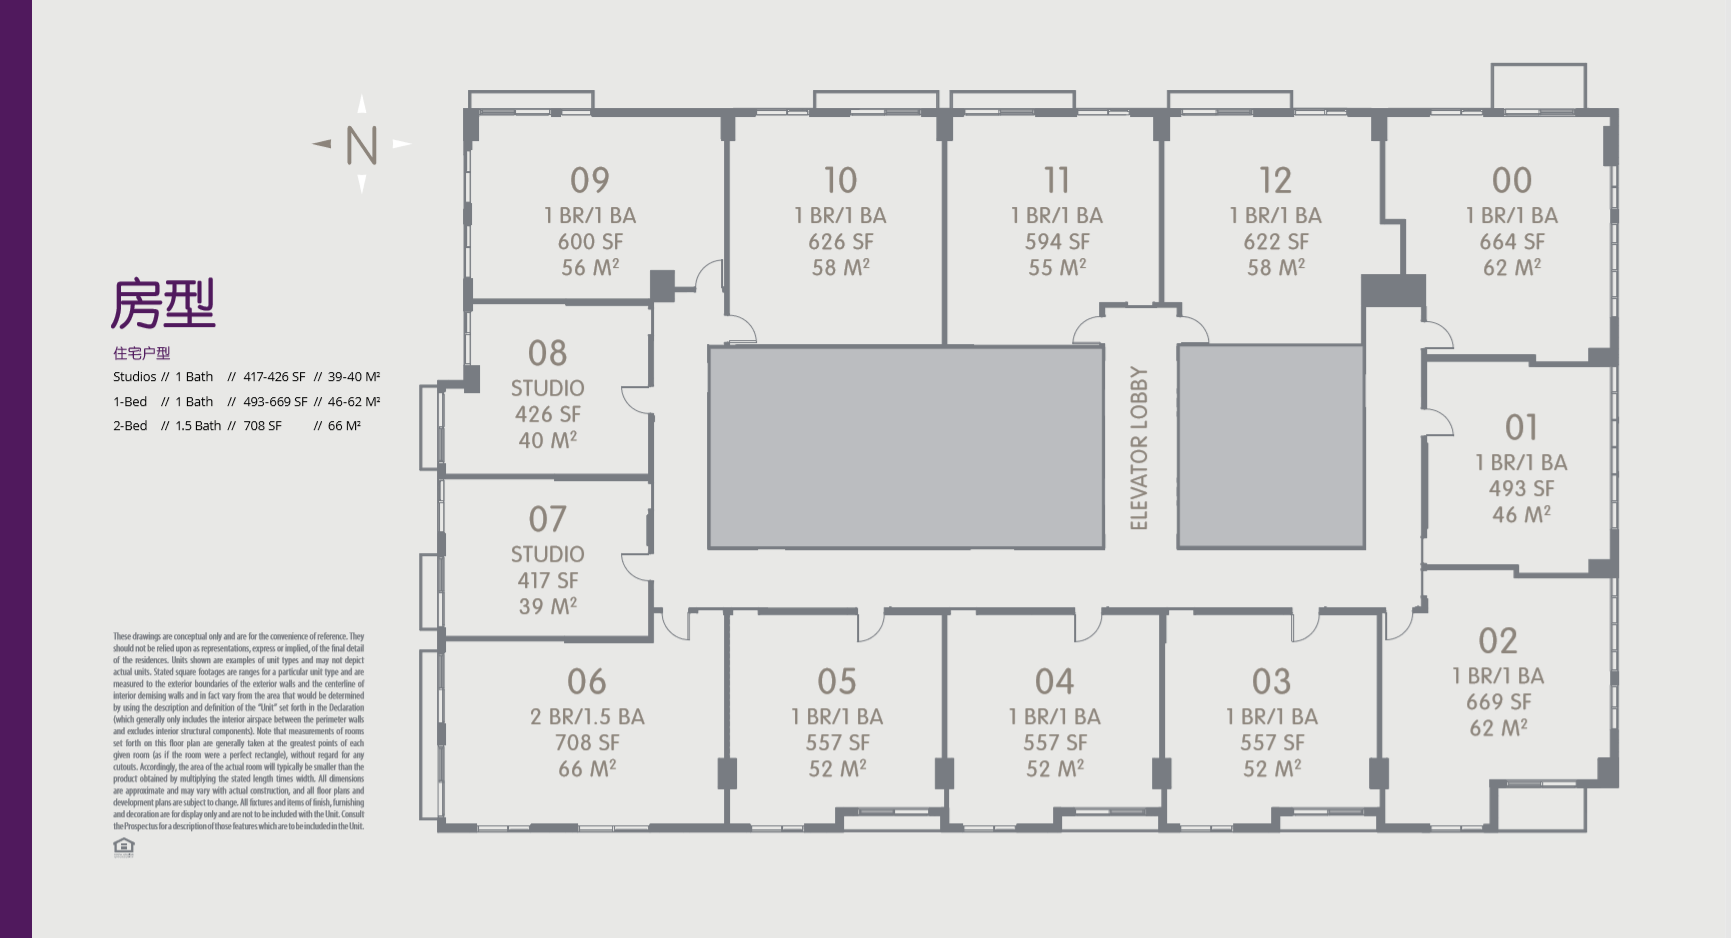 N
09
1 BR/1 BA
600 SF
56 M²
10
1 BR/1 BA
626 SF
58 M²
11
1 BR/1 BA
594 SF
55 M²
12
1 BR/1 BA
622 SF
58 M²
00
1 BR/1 BA
664 SF
62 M²
房型
住宅户型
Studios // 1 Bath // 417-426 SF // 39-40 M²
1-Bed // 1 Bath // 493-669 SF // 46-62 M²
2-Bed // 1.5 Bath // 708 SF // 66 M²
08
STUDIO
426 SF
40 M²
ELEVATOR LOBBY
01
1 BR/1 BA
493 SF
46 M²
07
STUDIO
417 SF
39 M²
06
2 BR/1.5 BA
708 SF
66 M²
05
1 BR/1 BA
557 SF
52 M²
04
1 BR/1 BA
557 SF
52 M²
03
1 BR/1 BA
557 SF
52 M²
02
1 BR/1 BA
669 SF
62 M²
These drawings are conceptual only and are for the convenience of reference. They
should not be relied upon as representations, express or implied, of the final detail
of the residences. Units shown are examples of unit types and may not depict
actual units. Stated square footages are ranges for a particular unit type and are
measured to the exterior boundaries of the exterior walls and the centerline of
interior demising walls and in fact vary from the area that would be determined
by using the description and definition of the "Unit" set forth in the Declaration
(which generally only includes the interior airspace between the perimeter walls
and excludes interior structural components). Note that measurements of rooms
set forth on this floor plan are generally taken at the greatest points of each
given room (as if the room were a perfect rectangle), without regard for any
cutouts. Accordingly, the area of the actual room will typically be smaller than the
product obtained by multiplying the stated length times width. All dimensions
are approximate and may vary with actual construction, and all floor plans and
development plans are subject to change. All fixtures and items of finish, furnishing
and decoration are for display only and are not to be included with the Unit. Consult
the Prospectus for a description of those features which are to be included in the Unit.